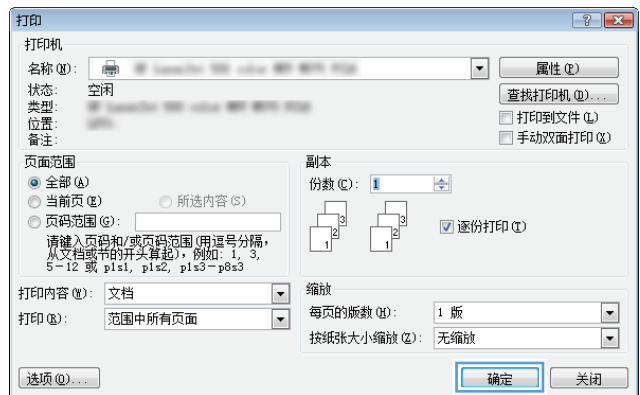 打印
打印机
名称(N):
属性(P)
状态: 空闲
查找打印机(D)...
类型:
位置:
打印到文件(L)
备注:
手动双面打印(X)
页面范围
全部(A)
当前页(E) 所选内容(S)
页码范围(G):
请键入页码和/或页码范围(用逗号分隔,
从文档或节的开头算起),例如: 1, 3,
5-12 或 p1s1, p1s2, p1s3-p8s3
副本
份数(C): 1
3 3
2 2
1 1
逐份打印(T)
打印内容(W): 文档
打印(R): 范围中所有页面
缩放
每页的版数(H): 1 版
按纸张大小缩放(Z): 无缩放
选项(O)...
确定
关闭